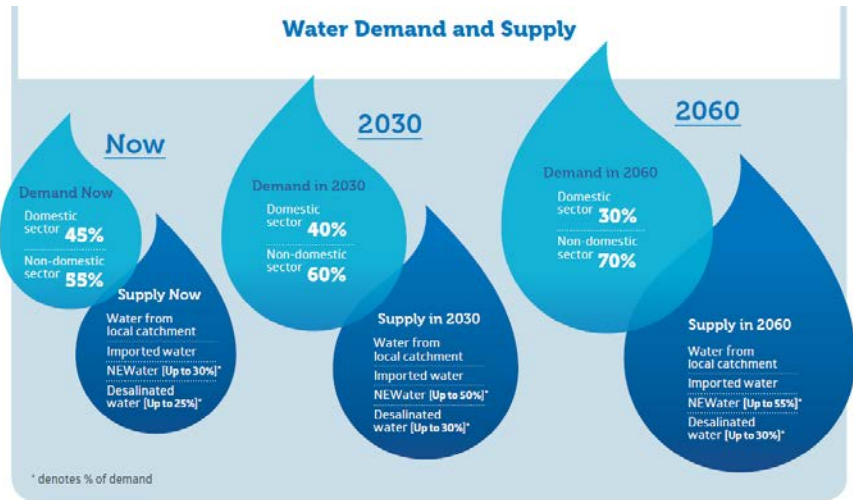 Water Demand and Supply
Now
Demand Now
Domestic
sector 45%
Non-domestic
sector 55%
Supply Now
Water from
local catchment
Imported water
NEWater [Up to 30%]*
Desalinated
water [Up to 25%]*
2030
Demand in 2030
Domestic
sector 40%
Non-domestic
sector 60%
Supply in 2030
Water from
local catchment
Imported water
NEWater [Up to 50%]*
Desalinated
water [Up to 30%]*
2060
Demand in 2060
Domestic
sector 30%
Non-domestic
sector 70%
Supply in 2060
Water from
local catchment
Imported water
NEWater [Up to 55%]*
Desalinated
water [Up to 30%]*
* denotes % of demand